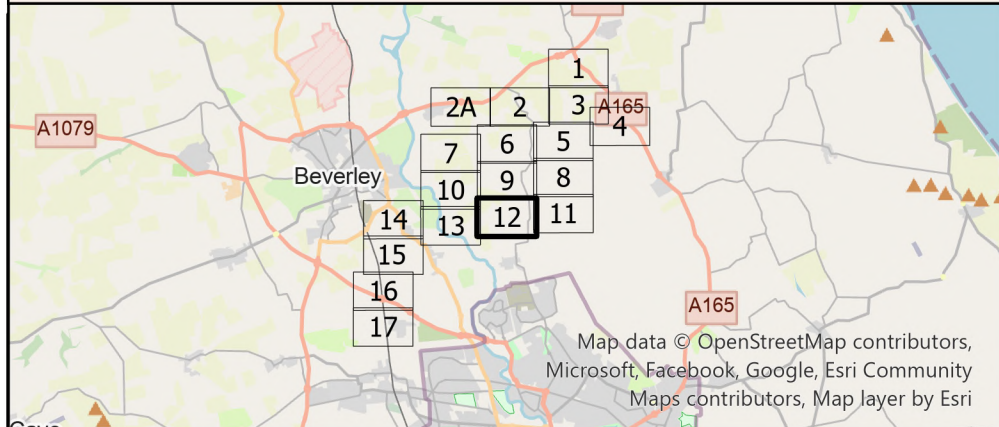 1
2A
2
3
A165
4
A1079
7
6
5
Beverley
10
9
8
14
13
12
11
15
16
A165
17
Map data © OpenStreetMap contributors,
Microsoft, Facebook, Google, Esri Community
Maps contributors, Map layer by Esri